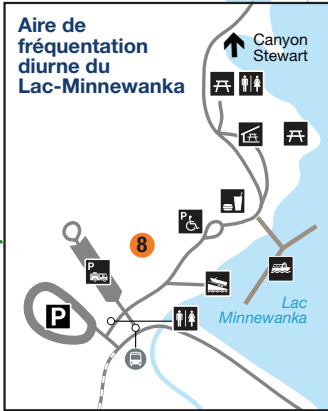 Aire de
fréquentation
diurne du
Lac-Minnewanka
Canyon
Stewart
P
8
P
P
Lac
Minnewanka